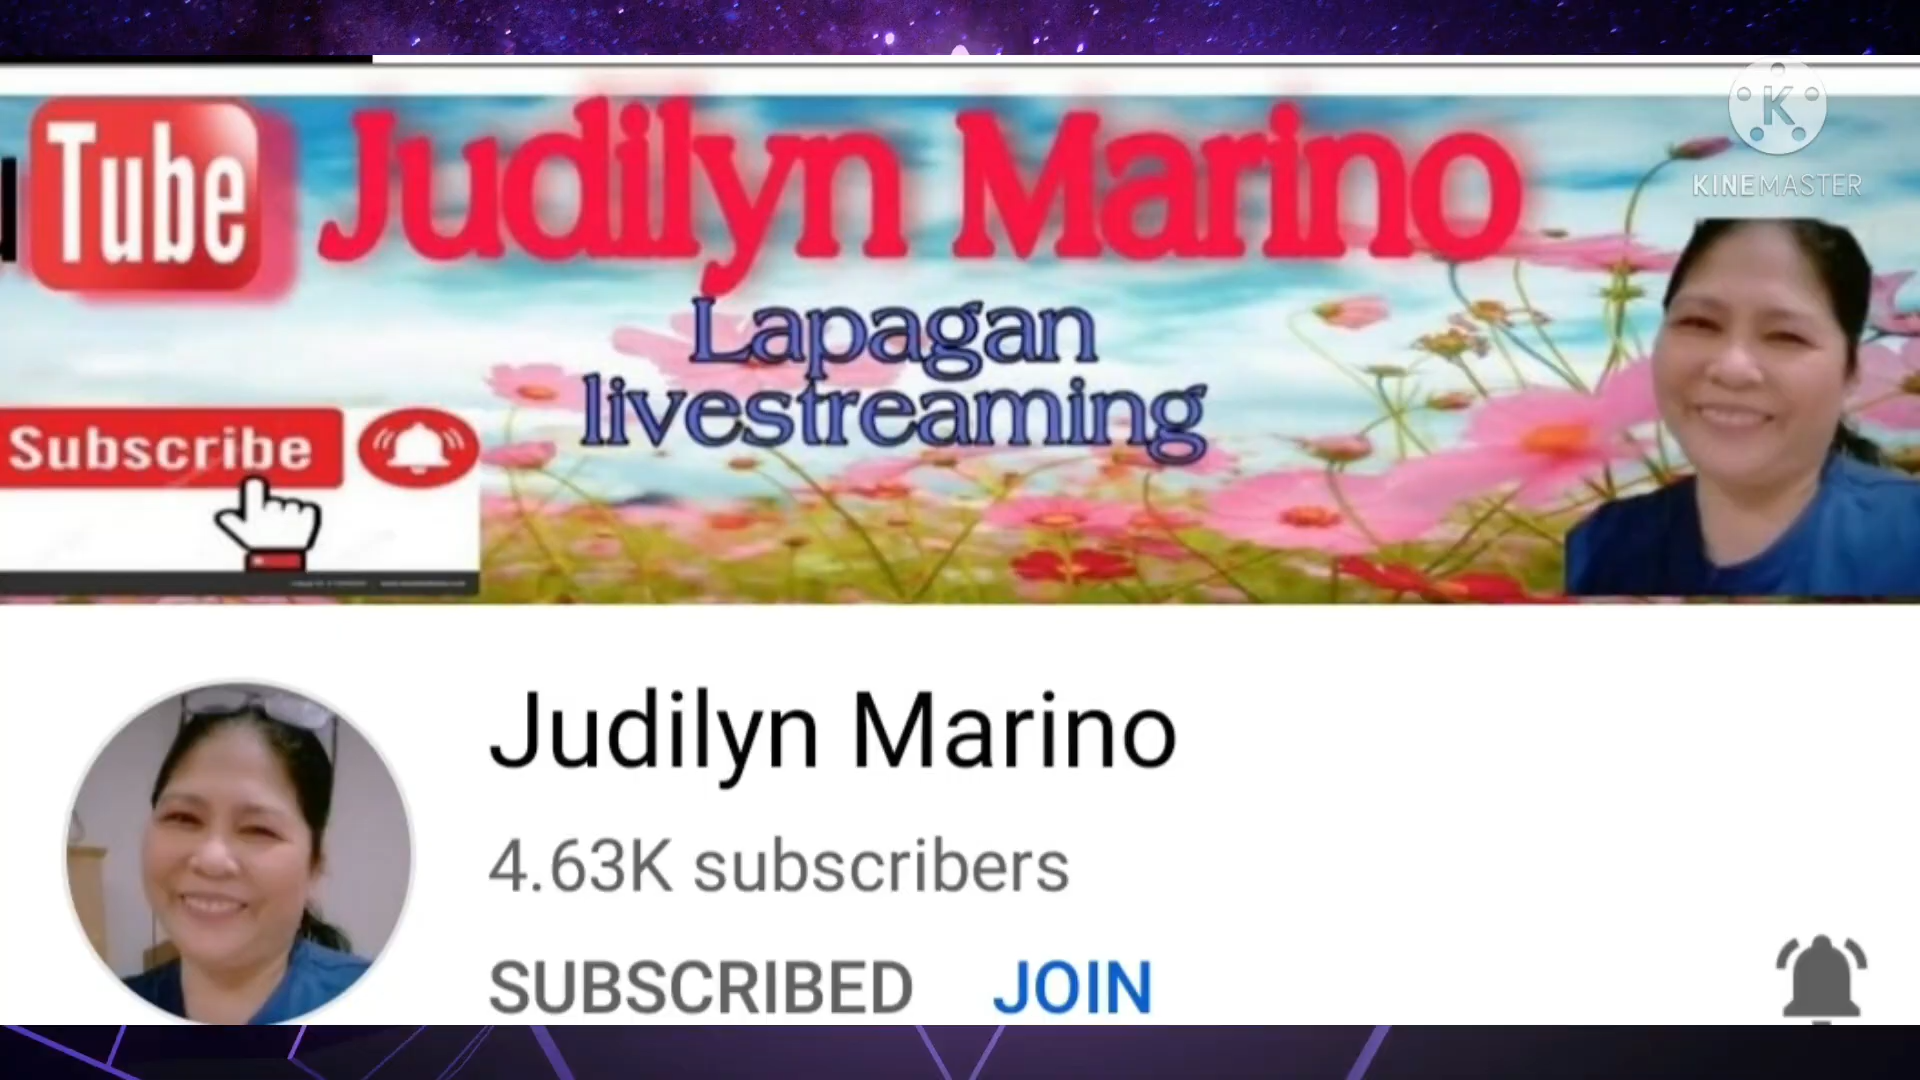 Tube
Judilyn Marino
KINEMASTER
Lapagan
livestreaming
Subscribe
Judilyn Marino
4.63K subscribers
SUBSCRIBED JOIN